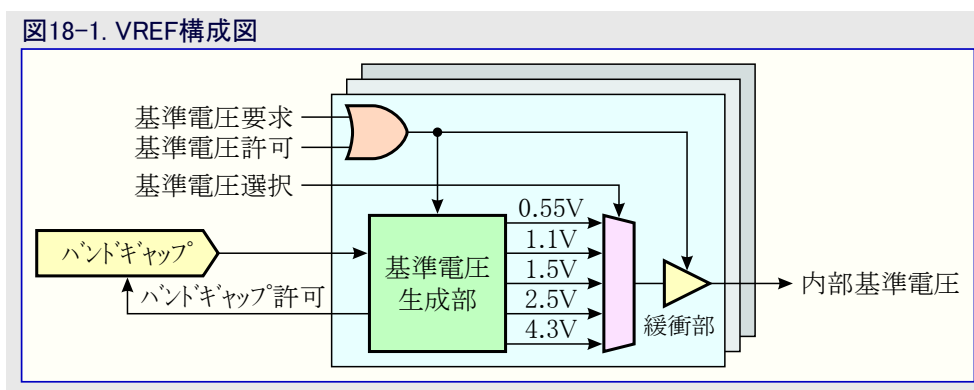 図18-1. VREF構成図
基準電圧要求
基準電圧許可
基準電圧選択
0.55V
1.1V
1.5V
2.5V
4.3V
バンドギャップ
バンドギャップ許可
基準電圧
生成部
緩衝部
内部基準電圧